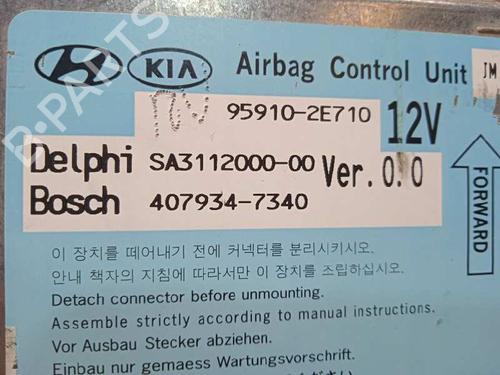 KIA Airbag Control Unit JM
95910-2E710 12V
Delphi SA3112000-00 Ver.0.0
Bosch 407934-7340
FORWARD
이 장치를 떼어내기 전에 커넥터를 분리시키시오.
안내 책자의 지침에 따라서만 이 장치를 조립하십시오.
Detach connector before unmounting.
Assemble strictly according to manual instructions.
Vor Ausbau Stecker abziehen.
Einbau nur gemaess Wartungsvorschrift.
B-PARTS